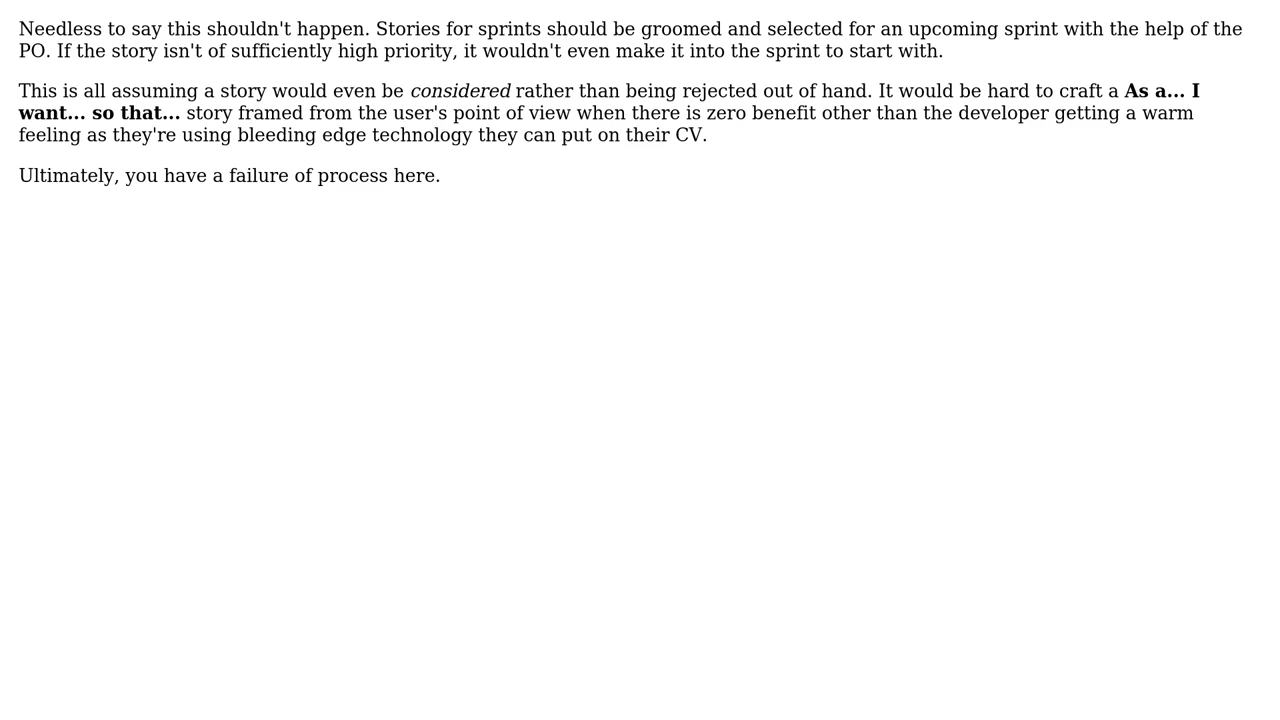 Needless to say this shouldn't happen. Stories for sprints should be groomed and selected for an upcoming sprint with the help of the
PO. If the story isn't of sufficiently high priority, it wouldn't even make it into the sprint to start with.
This is all assuming a story would even be considered rather than being rejected out of hand. It would be hard to craft a As a... I
want... so that... story framed from the user's point of view when there is zero benefit other than the developer getting a warm
feeling as they're using bleeding edge technology they can put on their CV.
Ultimately, you have a failure of process here.